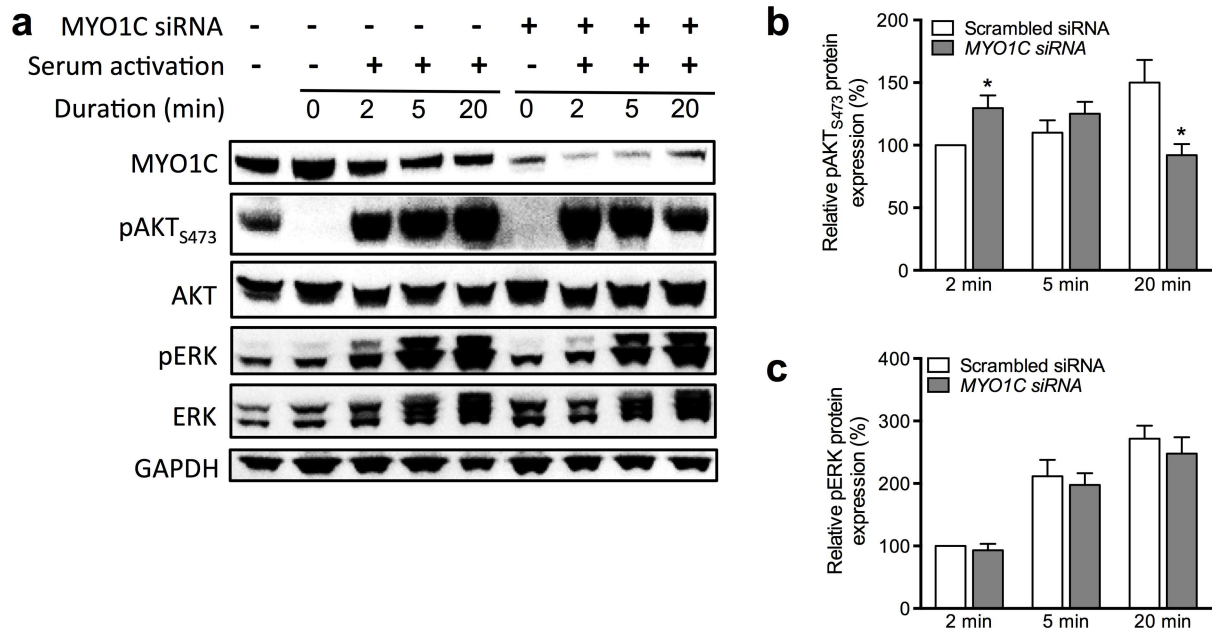 a
MYO1C siRNA - - - - - + + + +
Serum activation - - + + + - + + +
Duration (min) 0 2 5 20 0 2 5 20
MYO1C
pAKTS473
AKT
pERK
ERK
GAPDH
b
Scrambled siRNA
MYO1C siRNA
Relative pAKTS473 protein
expression (%)
200
150
100
50
0
*
*
2 min 5 min 20 min
c
Scrambled siRNA
MYO1C siRNA
Relative pERK protein
expression (%)
400
300
200
100
0
2 min 5 min 20 min